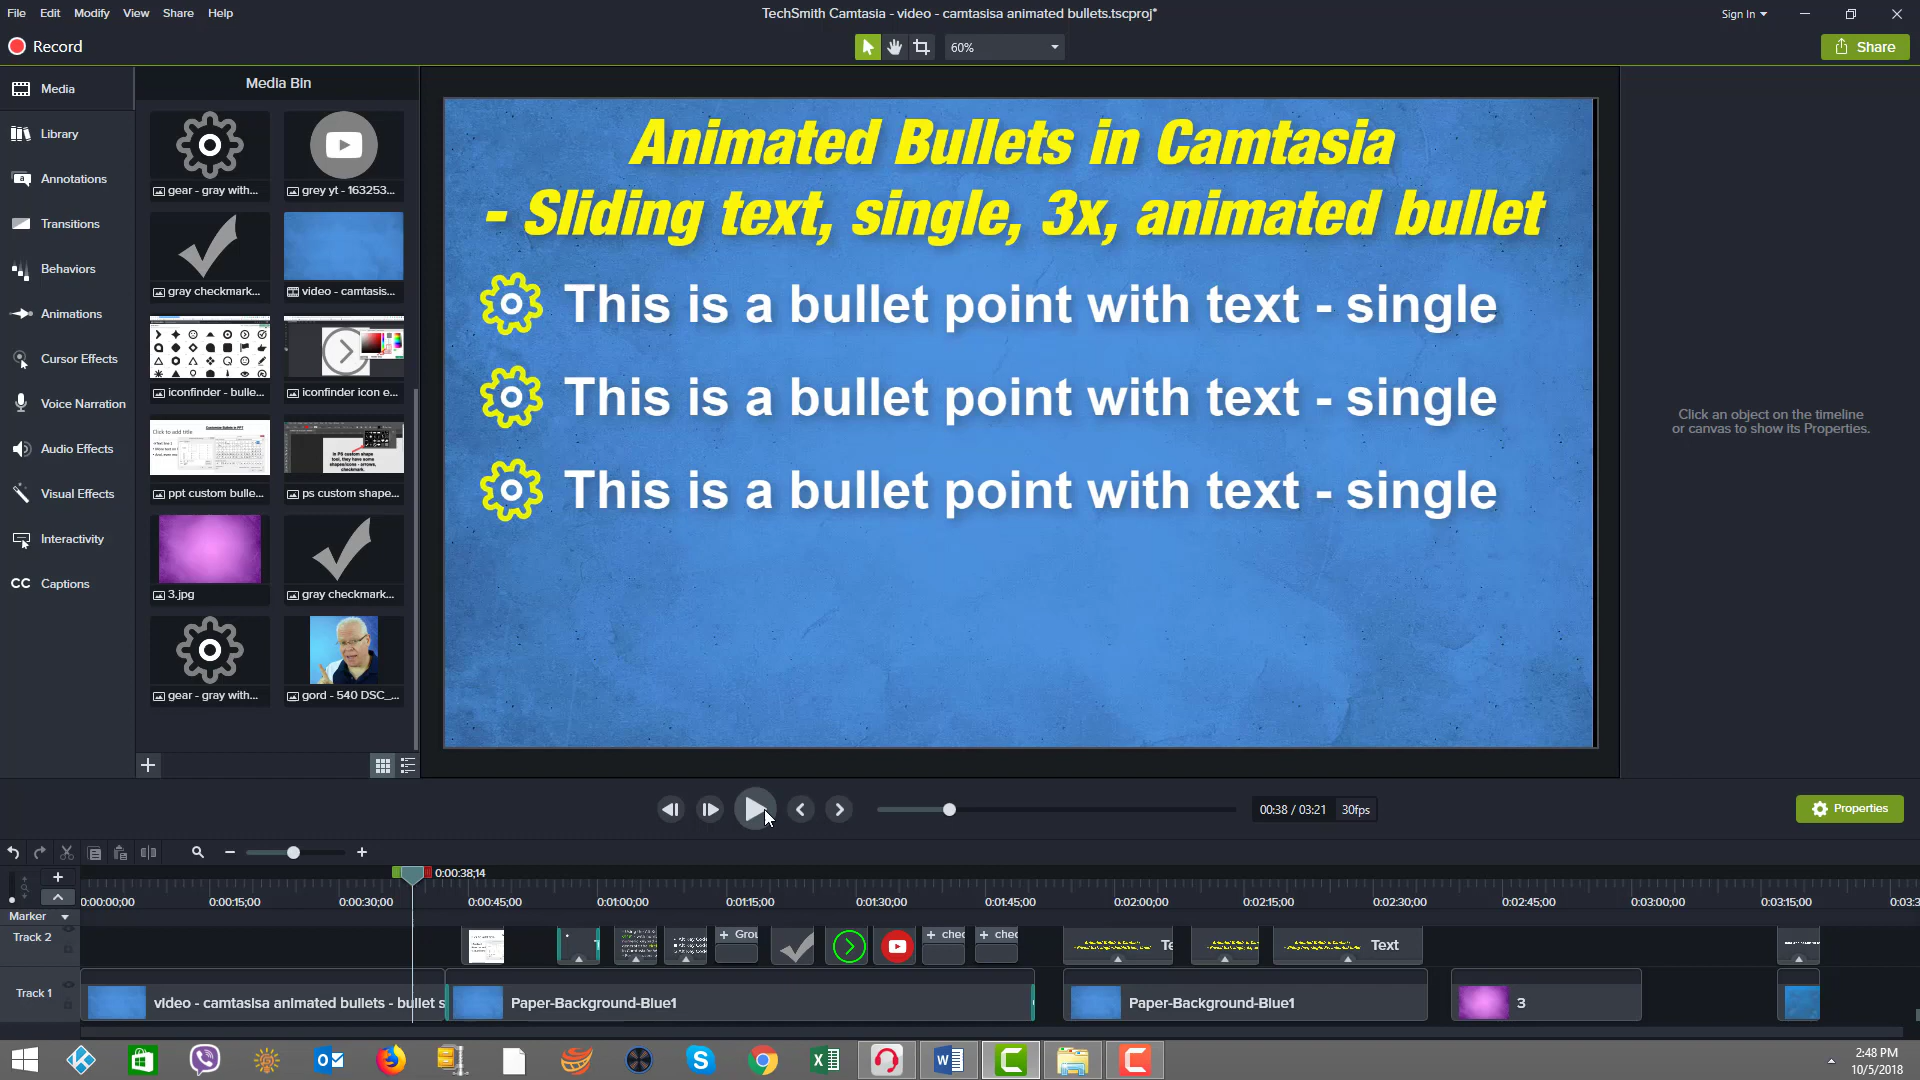 File Edit Modify View Share Help
TechSmith Camtasia - video - camtasisa animated bullets.tscproj*
Sign In
Record
60%
Share
Media
Library
Annotations
Transitions
Behaviors
Animations
Cursor Effects
Voice Narration
Audio Effects
Visual Effects
Interactivity
CC Captions
Media Bin
gear - gray with... grey yt - 163253...
gray checkmark... video - camtasis...
iconfinder - bulle... iconfinder icon e...
ppt custom bulle... ps custom shape...
3.jpg gray checkmark...
gear - gray with... gord - 540 DSC_...
Animated Bullets in Camtasia
- Sliding text, single, 3x, animated bullet
This is a bullet point with text - single
This is a bullet point with text - single
This is a bullet point with text - single
Click an object on the timeline
or canvas to show its Properties.
00:38 / 03:21 30fps
Properties
0:00:38;14
0:00:00;00 0:00:15;00 0:00:30;00 0:00:45;00 0:01:00;00 0:01:15;00 0:01:30;00 0:01:45;00 0:02:00;00 0:02:15;00 0:02:30;00 0:02:45;00 0:03:00;00 0:03:15;00 0:03:3
Marker
Track 2
+ Grou + chec + chec Te Text
Track 1
video - camtasisa animated bullets - bullet s Paper-Background-Blue1 Paper-Background-Blue1 3
2:48 PM
10/5/2018